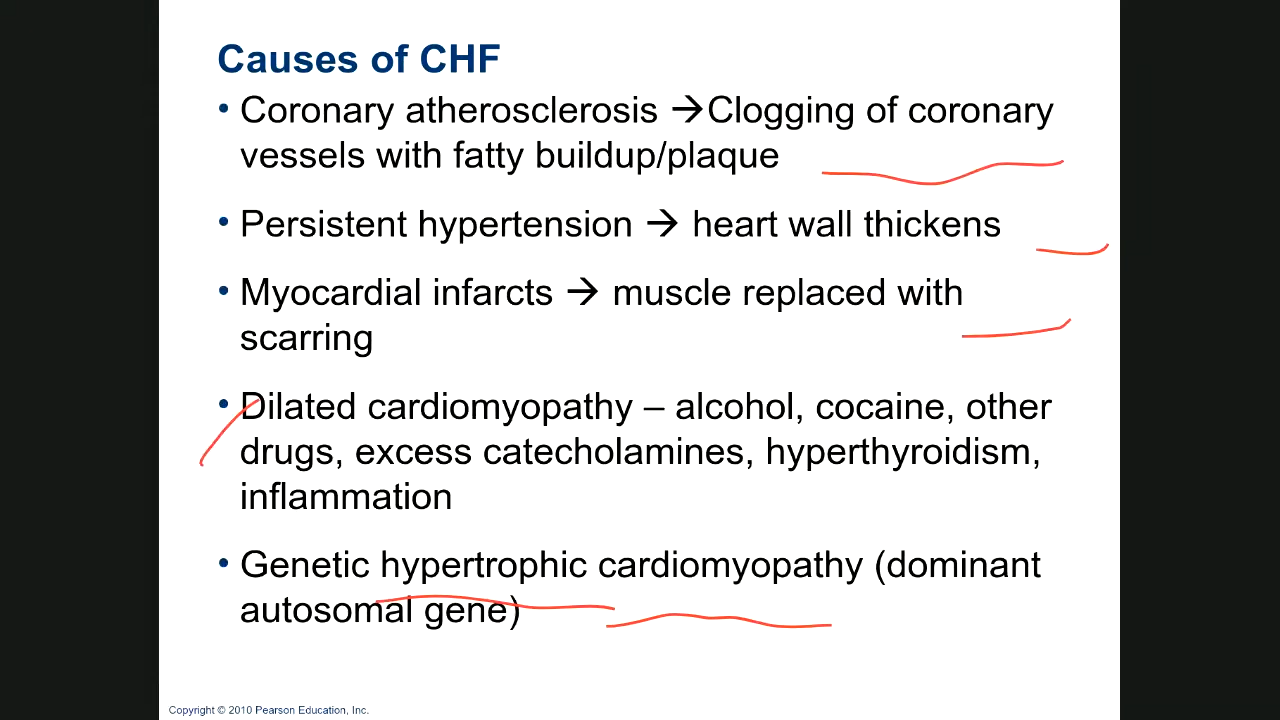 Causes of CHF
• Coronary atherosclerosis →Clogging of coronary
vessels with fatty buildup/plaque
• Persistent hypertension → heart wall thickens
• Myocardial infarcts → muscle replaced with
scarring
• Dilated cardiomyopathy – alcohol, cocaine, other
drugs, excess catecholamines, hyperthyroidism,
inflammation
• Genetic hypertrophic cardiomyopathy (dominant
autosomal gene)
Copyright © 2010 Pearson Education, Inc.